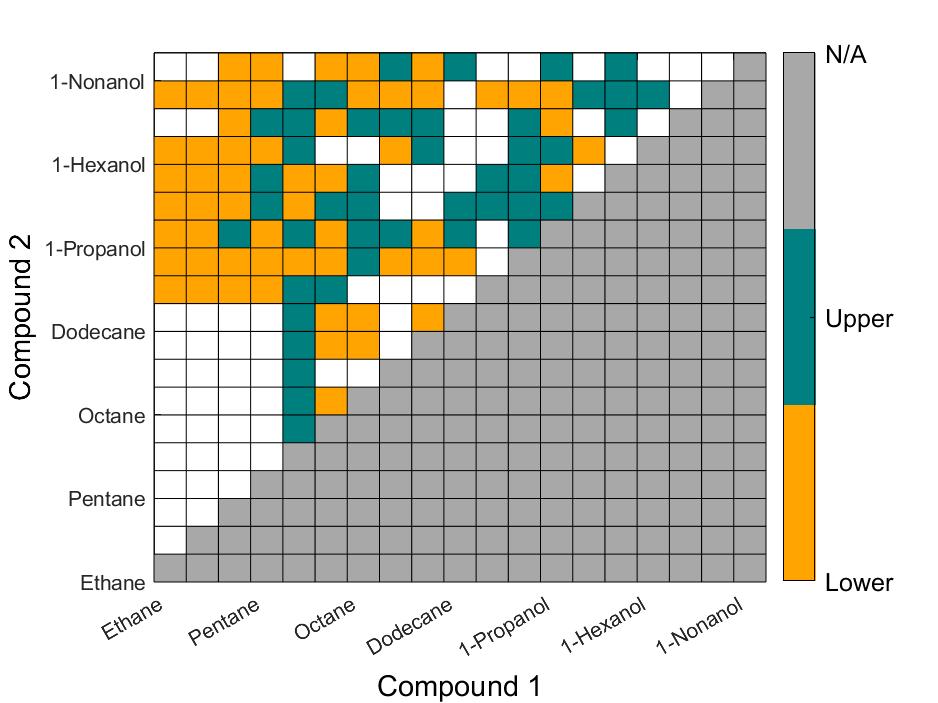 N/A
1-Nonanol
1-Hexanol
1-Propanol
Dodecane
Octane
Pentane
Ethane
Compound 2
Upper
Lower
Ethane
Pentane
Octane
Dodecane
1-Propanol
1-Hexanol
1-Nonanol
Compound 1